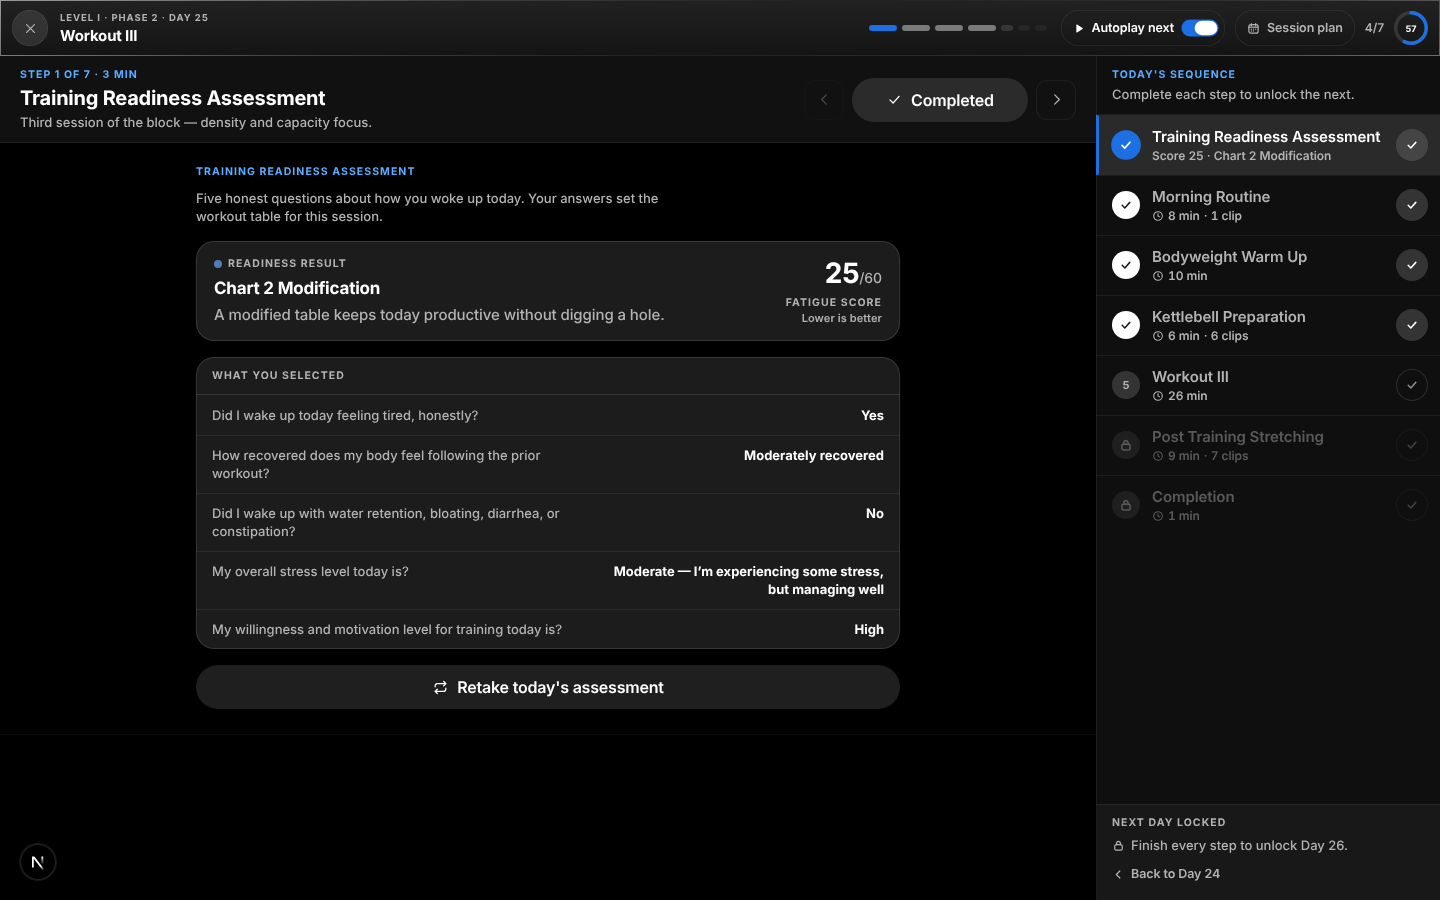 LEVEL I · PHASE 2 · DAY 25
Workout III
Autoplay next
Session plan
4/7
57
STEP 1 OF 7 · 3 MIN
Training Readiness Assessment
Third session of the block — density and capacity focus.
Completed
TRAINING READINESS ASSESSMENT
Five honest questions about how you woke up today. Your answers set the
workout table for this session.
READINESS RESULT
Chart 2 Modification
A modified table keeps today productive without digging a hole.
25/60
FATIGUE SCORE
Lower is better
WHAT YOU SELECTED
Did I wake up today feeling tired, honestly?
Yes
How recovered does my body feel following the prior
workout?
Moderately recovered
Did I wake up with water retention, bloating, diarrhea, or
constipation?
No
My overall stress level today is?
Moderate — I'm experiencing some stress,
but managing well
My willingness and motivation level for training today is?
High
Retake today's assessment
N
TODAY'S SEQUENCE
Complete each step to unlock the next.
Training Readiness Assessment
Score 25 · Chart 2 Modification
Morning Routine
8 min · 1 clip
Bodyweight Warm Up
10 min
Kettlebell Preparation
6 min · 6 clips
5
Workout III
26 min
Post Training Stretching
9 min · 7 clips
Completion
1 min
NEXT DAY LOCKED
Finish every step to unlock Day 26.
Back to Day 24